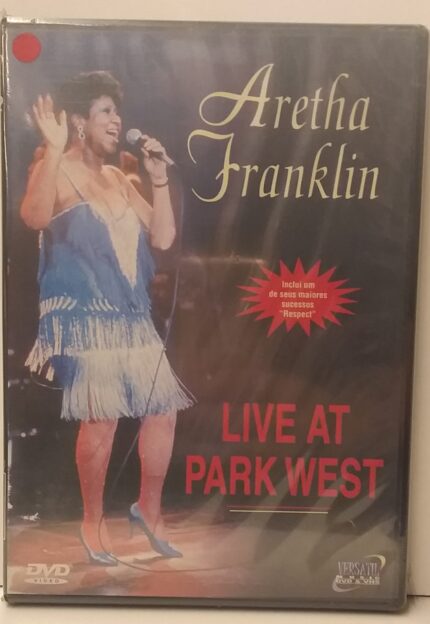 Aretha
Franklin
Inclui um
de seus maiores
sucessos
"Respect"
LIVE AT
PARK WEST
DVD
VIDEO
VERSATIL